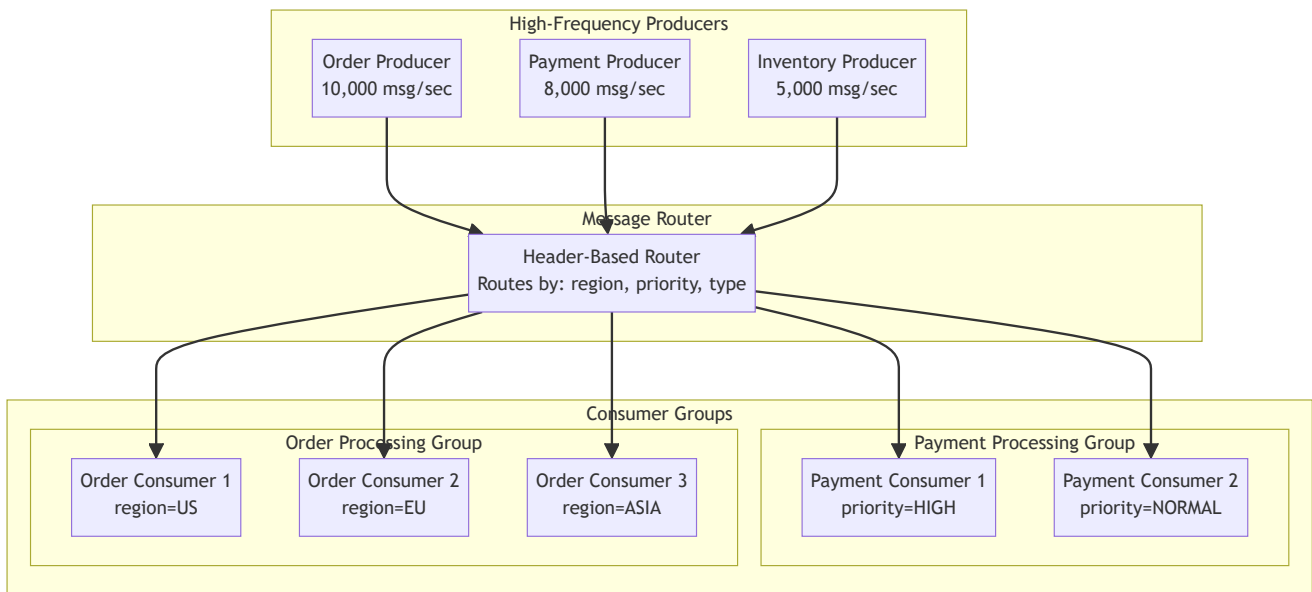 High-Frequency Producers
Order Producer
10,000 msg/sec
Payment Producer
8,000 msg/sec
Inventory Producer
5,000 msg/sec
Message Router
Header-Based Router
Routes by: region, priority, type
Consumer Groups
Order Processing Group
Order Consumer 1
region=US
Order Consumer 2
region=EU
Order Consumer 3
region=ASIA
Payment Processing Group
Payment Consumer 1
priority=HIGH
Payment Consumer 2
priority=NORMAL